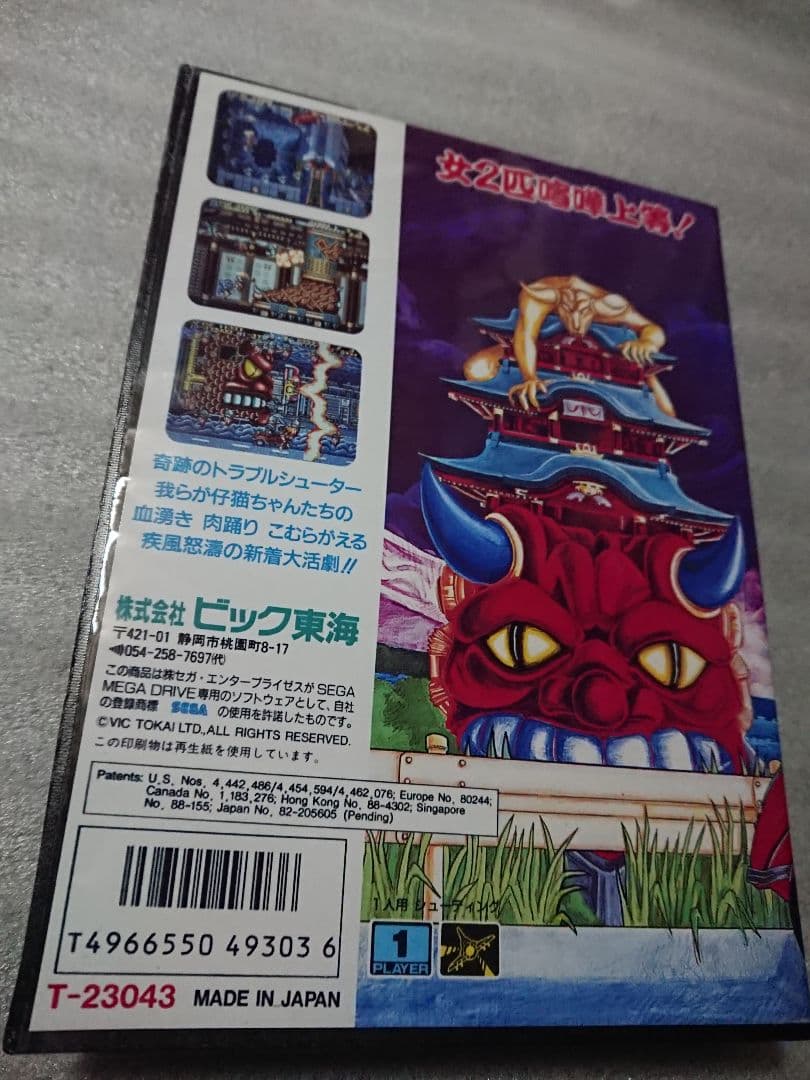 女2匹喧嘩上等!
奇跡のトラブルシューター
我らが仔猫ちゃんたちの
血湧き 肉踊り こむらがえる
疾風怒濤の新着大活劇!!
株式会社 ビック東海
〒421-01 静岡市桃園町8-17
054-258-7697㈹
この商品は㈱セガ・エンタープライゼスがSEGA
MEGA DRIVE専用のソフトウェアとして、自社
の登録商標 SEGA の使用を許諾したものです。
©VIC TOKAI LTD.,ALL RIGHTS RESERVED.
この印刷物は再生紙を使用しています。
Patents: U.S. Nos. 4,442,486/4,454,594/4,462,076; Europe No. 80244;
Canada No. 1,183,276; Hong Kong No. 88-4302; Singapore
No. 88-155; Japan No. 82-205605 (Pending)
1人用 シューティング
1
PLAYER
T4966550 49303 6
T-23043 MADE IN JAPAN